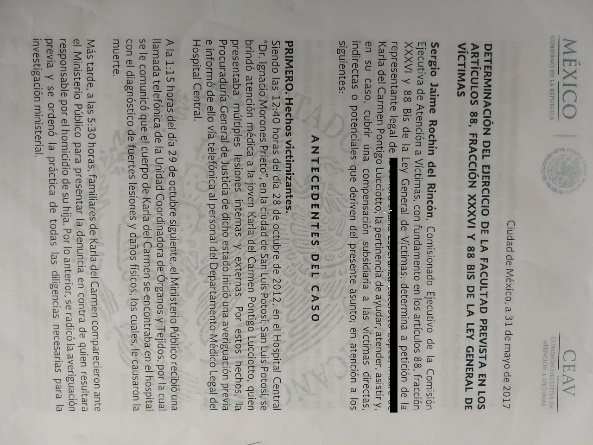 MÉXICO
GOBIERNO DE LA REPÚBLICA
CEAV
COMISIÓN EJECUTIVA DE
ATENCIÓN A VÍCTIMAS
Ciudad de México, a 31 de mayo de 2017
DETERMINACIÓN DEL EJERCICIO DE LA FACULTAD PREVISTA EN LOS
ARTÍCULOS 88, FRACCIÓN XXXVI Y 88 BIS DE LA LEY GENERAL DE
VÍCTIMAS
Sergio Jaime Rochín del Rincón, Comisionado Ejecutivo de la Comisión
Ejecutiva de Atención a Víctimas, con fundamento en los artículos 88, fracción
XXXVI y 88 Bis de la Ley General de Víctimas, determina a petición de la
representante legal de
Karla del Carmen Pontigo Lucciotto, la pertinencia de ayudar, atender, asistir y,
en su caso, cubrir una compensación subsidiaria a las víctimas directas,
indirectas o potenciales que deriven del presente asunto, en atención a los
siguientes:
ANTECEDENTES DEL CASO
PRIMERO. Hechos victimizantes.
Siendo las 12:40 horas del día 28 de octubre de 2012, en el Hospital Central
"Dr. Ignacio Morones Prieto", en la ciudad de San Luis Potosí, San Luis Potosí, se
brindó atención médica a la joven Karla del Carmen Pontigo Lucciotto, quien
presentaba múltiples lesiones internas y externas. Por estos hechos, la
Procuraduría General de Justicia de dicho estado inició una averiguación previa
e informó de ello vía telefónica al personal del Departamento Médico Legal del
Hospital Central.
A la 1:15 horas del día 29 de octubre siguiente, el Ministerio Público recibió una
llamada telefónica de la Unidad Coordinadora de Órganos y Tejidos, por la cual
se le comunicó que el cuerpo de Karla del Carmen se encontraba en el hospital
con el diagnóstico de fuertes lesiones y daños físicos, los cuales, le causaron la
muerte.
Más tarde, a las 5:30 horas, familiares de Karla del Carmen comparecieron ante
el Ministerio Público para presentar la denuncia en contra de quien resultara
responsable por el homicidio de su hija. Por lo anterior, se radicó la averiguación
previa y se ordenó la práctica de todas las diligencias necesarias para la
investigación ministerial.